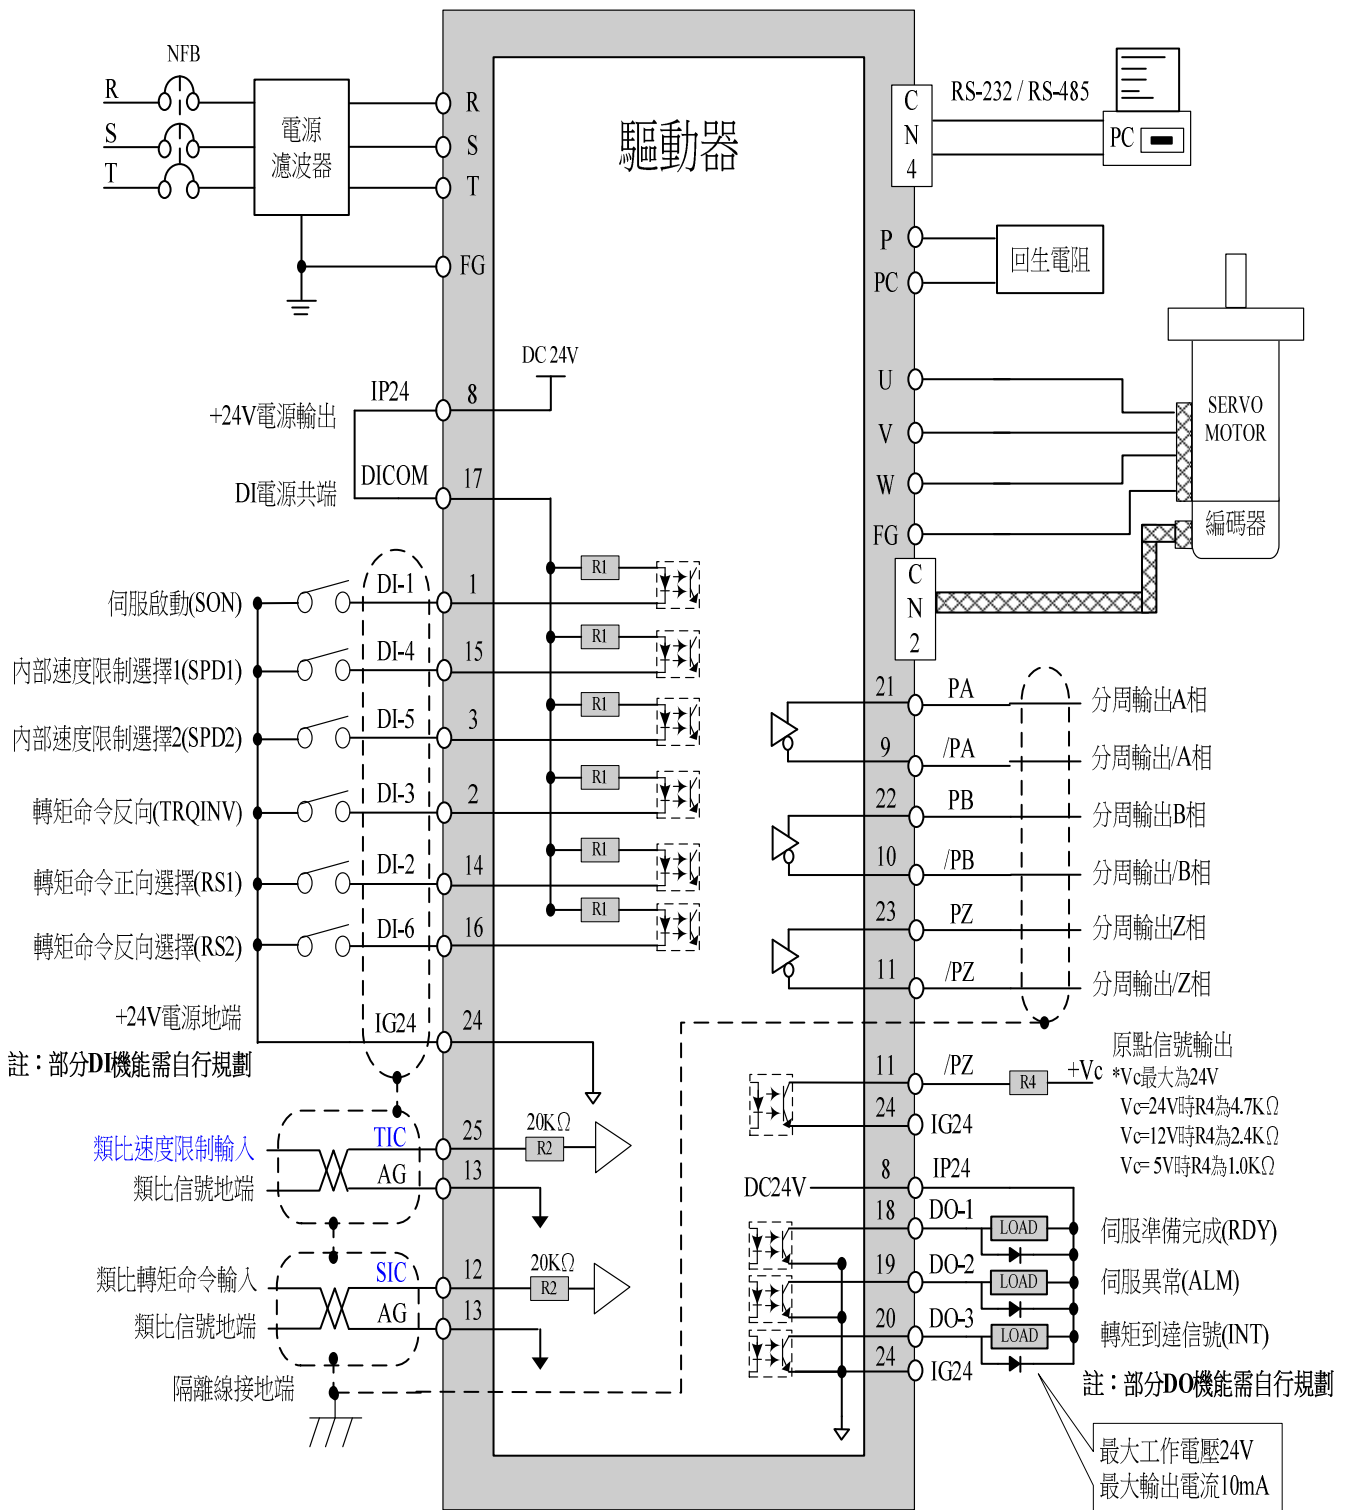 NFB
R
S
T
電源
濾波器
R
S
T
FG
驅動器
C
N
4
RS-232 / RS-485
PC
P
PC
回生電阻
U
V
W
FG
SERVO
MOTOR
編碼器
C
N
2
DC 24V
+24V電源輸出
IP24
8
DI電源共端
DICOM
17
R1
伺服啟動(SON)
DI-1
1
R1
內部速度限制選擇1(SPD1)
DI-4
15
R1
內部速度限制選擇2(SPD2)
DI-5
3
R1
轉矩命令反向(TRQINV)
DI-3
2
R1
轉矩命令正向選擇(RS1)
DI-2
14
R1
轉矩命令反向選擇(RS2)
DI-6
16
+24V電源地端
IG24
24
註：部分DI機能需自行規劃
類比速度限制輸入
TIC
25
20KΩ
R2
類比信號地端
AG
13
類比轉矩命令輸入
SIC
12
20KΩ
R2
類比信號地端
AG
13
隔離線接地端
21
PA
分周輸出A相
9
/PA
分周輸出/A相
22
PB
分周輸出B相
10
/PB
分周輸出/B相
23
PZ
分周輸出Z相
11
/PZ
分周輸出/Z相
11
/PZ
R4
+Vc
原點信號輸出
*Vc最大為24V
Vc=24V時R4為4.7KΩ
Vc=12V時R4為2.4KΩ
Vc= 5V時R4為1.0KΩ
24
IG24
DC24V
8
IP24
18
DO-1
LOAD
伺服準備完成(RDY)
19
DO-2
LOAD
伺服異常(ALM)
20
DO-3
LOAD
轉矩到達信號(INT)
24
IG24
註：部分DO機能需自行規劃
最大工作電壓24V
最大輸出電流10mA